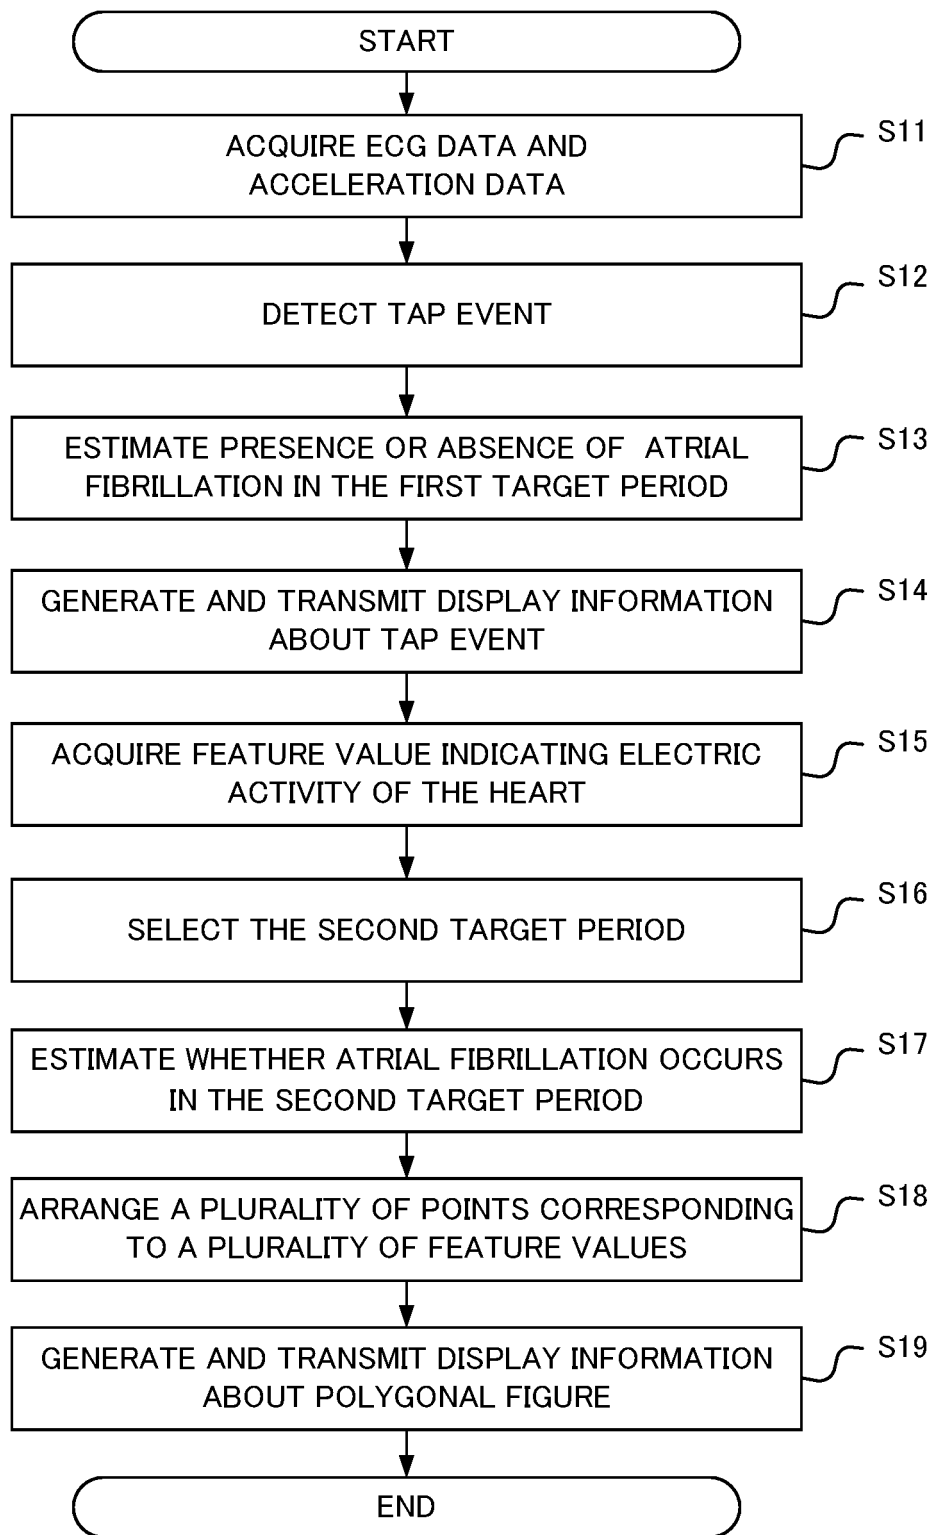 START
ACQUIRE ECG DATA AND
ACCELERATION DATA
S11
DETECT TAP EVENT
S12
ESTIMATE PRESENCE OR ABSENCE OF ATRIAL
FIBRILLATION IN THE FIRST TARGET PERIOD
S13
GENERATE AND TRANSMIT DISPLAY INFORMATION
ABOUT TAP EVENT
S14
ACQUIRE FEATURE VALUE INDICATING ELECTRIC
ACTIVITY OF THE HEART
S15
SELECT THE SECOND TARGET PERIOD
S16
ESTIMATE WHETHER ATRIAL FIBRILLATION OCCURS
IN THE SECOND TARGET PERIOD
S17
ARRANGE A PLURALITY OF POINTS CORRESPONDING
TO A PLURALITY OF FEATURE VALUES
S18
GENERATE AND TRANSMIT DISPLAY INFORMATION
ABOUT POLYGONAL FIGURE
S19
END